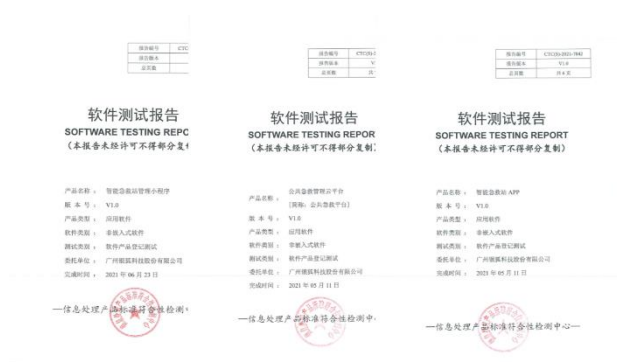 报告编号 CTC
报告版本
总页数
软件测试报告
SOFTWARE TESTING REPO
（本报告未经许可不得部分复制
产品名称： 智能急救站管理小程序
版 本 号： V1.0
产品类型： 应用软件
软件类别： 非嵌入式软件
测试类别： 软件产品登记测试
委托单位： 广州银狐科技股份有限公司
完成时间： 2021 年 06 月 23 日
—信息处理产品标准符合性检测
报告编号
报告版本
总页数
软件测试报告
SOFTWARE TESTING REPOR
（本报告未经许可不得部分复制
产品名称： 公共急救管理云平台
[简称：公共急救平台]
版 本 号： V1.0
产品类型： 应用软件
软件类别： 非嵌入式软件
测试类别： 软件产品登记测试
委托单位： 广州银狐科技股份有限公司
完成时间： 2021 年 05 月 11 日
—信息处理产品标准符合性检测中
报告编号
报告版本 V1.0
总页数
软件测试报告
SOFTWARE TESTING REPORT
（本报告未经许可不得部分复制）
产品名称： 智能急救站 APP
版 本 号： V1.0
产品类型： 应用软件
软件类别： 非嵌入式软件
测试类别： 软件产品登记测试
委托单位： 广州银狐科技股份有限公司
完成时间： 2021 年 05 月 11 日
—信息处理产品标准符合性检测中心—